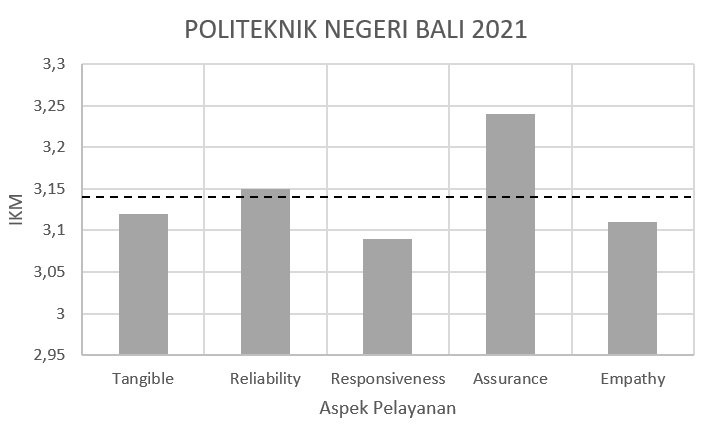 POLITEKNIK NEGERI BALI 2021
3,3
3,25
3,2
3,15
3,1
3,05
3
2,95
IKM
Tangible Reliability Responsiveness Assurance Empathy
Aspek Pelayanan